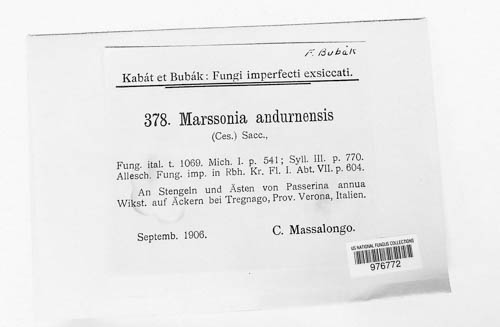 F. Bubák
Kabát et Bubák: Fungi imperfecti exsiccati.
378. Marssonia andurnensis
(Ces.) Sacc.,
Fung. ital. t. 1069. Mich. I. p. 541; Syll. III. p. 770.
Allesch. Fung. imp. in Rbh. Kr. Fl. I. Abt. VII. p. 604.
An Stengeln und Ästen von Passerina annua
Wikst. auf Äckern bei Tregnago, Prov. Verona, Italien.
Septemb. 1906. C. Massalongo.
US NATIONAL FUNGUS COLLECTIONS
976772